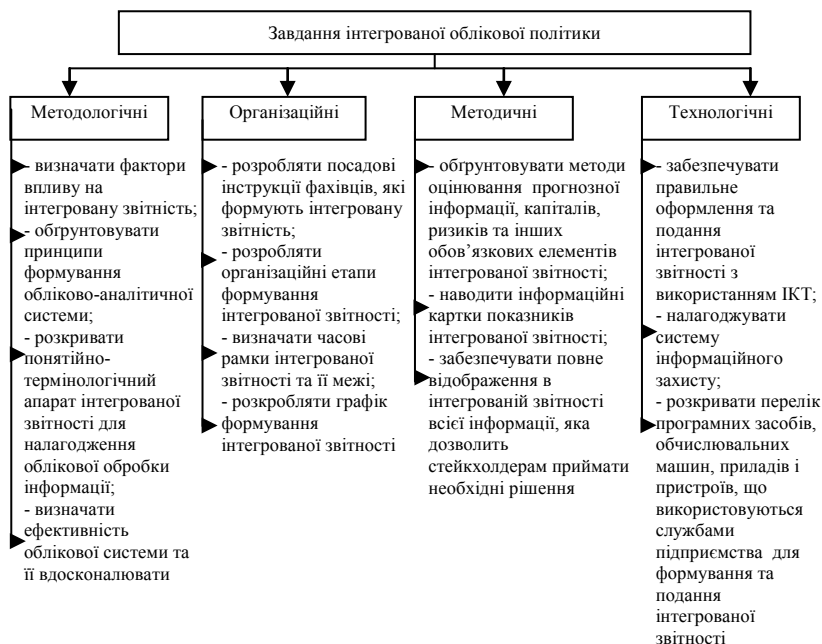 Завдання інтегрованої облікової політики
Методологічні
- визначати фактори
впливу на
інтегровану звітність;
- обґрунтовувати
принципи
формування
обліково-аналітичної
системи;
- розкривати
понятійно-
термінологічний
апарат інтегрованої
звітності для
налагодження
облікової обробки
інформації;
- визначати
ефективність
облікової системи та
її вдосконалювати
Організаційні
- розробляти посадові
інструкції фахівців, які
формують інтегровану
звітність;
- розробляти
організаційні етапи
формування
інтегрованої звітності;
- визначати часові
рамки інтегрованої
звітності та її межі;
- розкробляти графік
формування
інтегрованої звітності
Методичні
- обґрунтовувати методи
оцінювання прогнозної
інформації, капіталів,
ризиків та інших
обов’язкових елементів
інтегрованої звітності;
- наводити інформаційні
картки показників
інтегрованої звітності;
- забезпечувати повне
відображення в
інтегрованій звітності
всієї інформації, яка
дозволить
стейкхолдерам приймати
необхідні рішення
Технологічні
- забезпечувати
правильне
оформлення та
подання
інтегрованої
звітності з
використанням ІКТ;
- налагоджувати
систему
інформаційного
захисту;
- розкривати перелік
програмних засобів,
обчислювальних
машин, приладів і
пристроїв, що
використовуються
службами
підприємства для
формування та
подання
інтегрованої
звітності